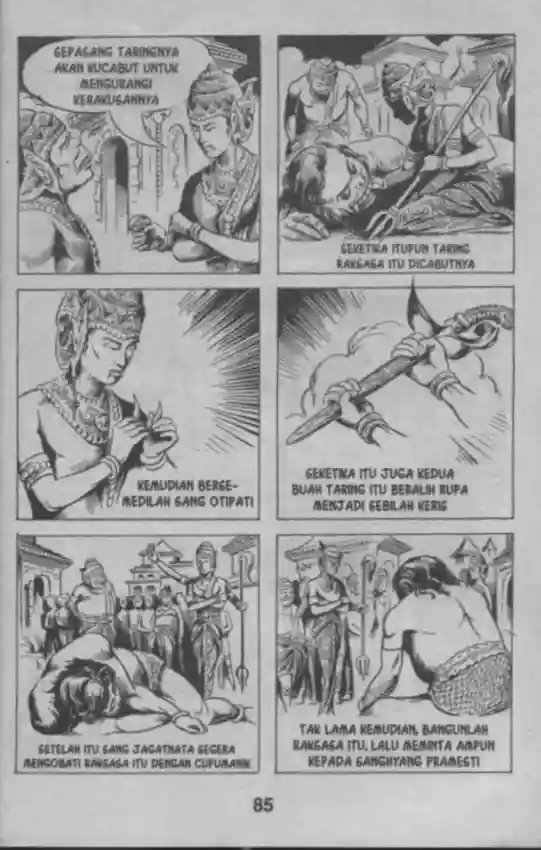 SEPASANG TARINGNYA
AKAN KUCABUT UNTUK
MENGURANGI
KERAKUSANNYA
SEKETIKA ITUPUN TARING
RAKSASA ITU DICABUTNYA
KEMUDIAN BERSE-
MEDILAH SANG OTIPATI
SEKETIKA ITU JUGA KEDUA
BUAH TARING ITU BERALIH RUPA
MENJADI SEBILAH KERIS
SETELAH ITU SANG JAGATNATA SEGERA
MENGOBATI RAKSASA ITU DENGAN CUPUMANIK
TAK LAMA KEMUDIAN, BANGUNLAH
RAKSASA ITU, LALU MEMINTA AMPUN
KEPADA SANGHYANG PRAMESTI
85